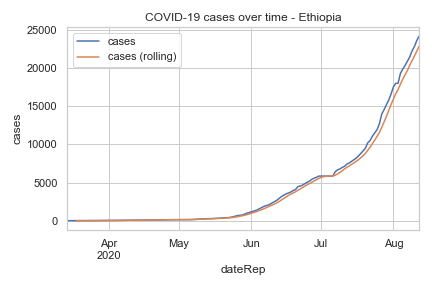 COVID-19 cases over time - Ethiopia
25000
20000
15000
10000
5000
0
cases
cases
cases (rolling)
Apr
2020
May
Jun
Jul
Aug
dateRep